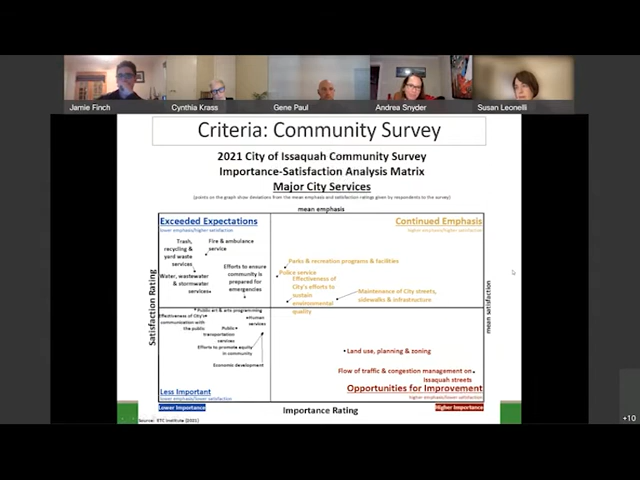 Jamie Finch
Cynthia Krass
Gene Paul
Andrea Snyder
Susan Leonelli
Criteria: Community Survey
2021 City of Issaquah Community Survey
Importance-Satisfaction Analysis Matrix
Major City Services
(points on the graph show deviations from the mean emphasis and satisfaction ratings given by respondents to the survey)
mean emphasis
Exceeded Expectations
lower emphasis/higher satisfaction
Continued Emphasis
higher emphasis/higher satisfaction
Trash,
recycling &
yard waste
services
Fire & ambulance
service
Water, wastewater
& stormwater
services
Efforts to ensure
community is
prepared for
emergencies
Parks & recreation programs & facilities
Police service
Effectiveness of
City's efforts to
sustain
environmental
quality
Maintenance of City streets,
sidewalks & infrastructure
Satisfaction Rating
mean satisfaction
Public art & arts programming
Effectiveness of City's
communication with
the public
Human
services
Public
transportation
services
Efforts to promote equity
in community
Economic development
Land use, planning & zoning
Flow of traffic & congestion management on
Issaquah streets
Less Important
lower emphasis/lower satisfaction
Opportunities for Improvement
higher emphasis/lower satisfaction
Lower Importance
Importance Rating
Higher Importance
Source: ETC Institute (2021)
+10